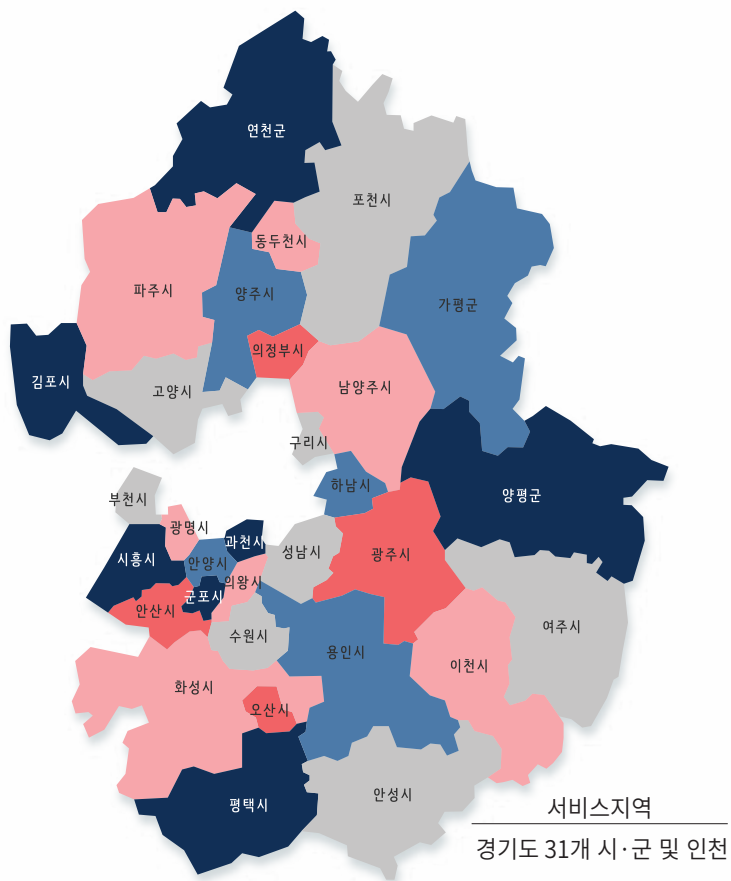 연천군
포천시
동두천시
파주시
양주시
가평군
의정부시
김포시
고양시
남양주시
구리시
하남시
양평군
부천시
광명시
시흥시
과천시
성남시
광주시
안양시
의왕시
군포시
안산시
수원시
여주시
용인시
이천시
화성시
오산시
평택시
안성시
서비스지역
경기도 31개 시·군 및 인천